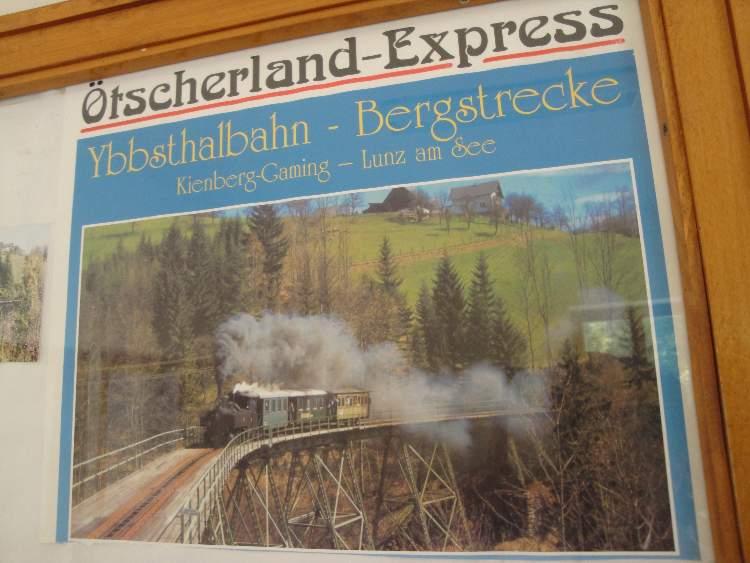 Ötscherland-Express
Ybbsthalbahn - Bergstrecke
Kienberg-Gaming – Lunz am See